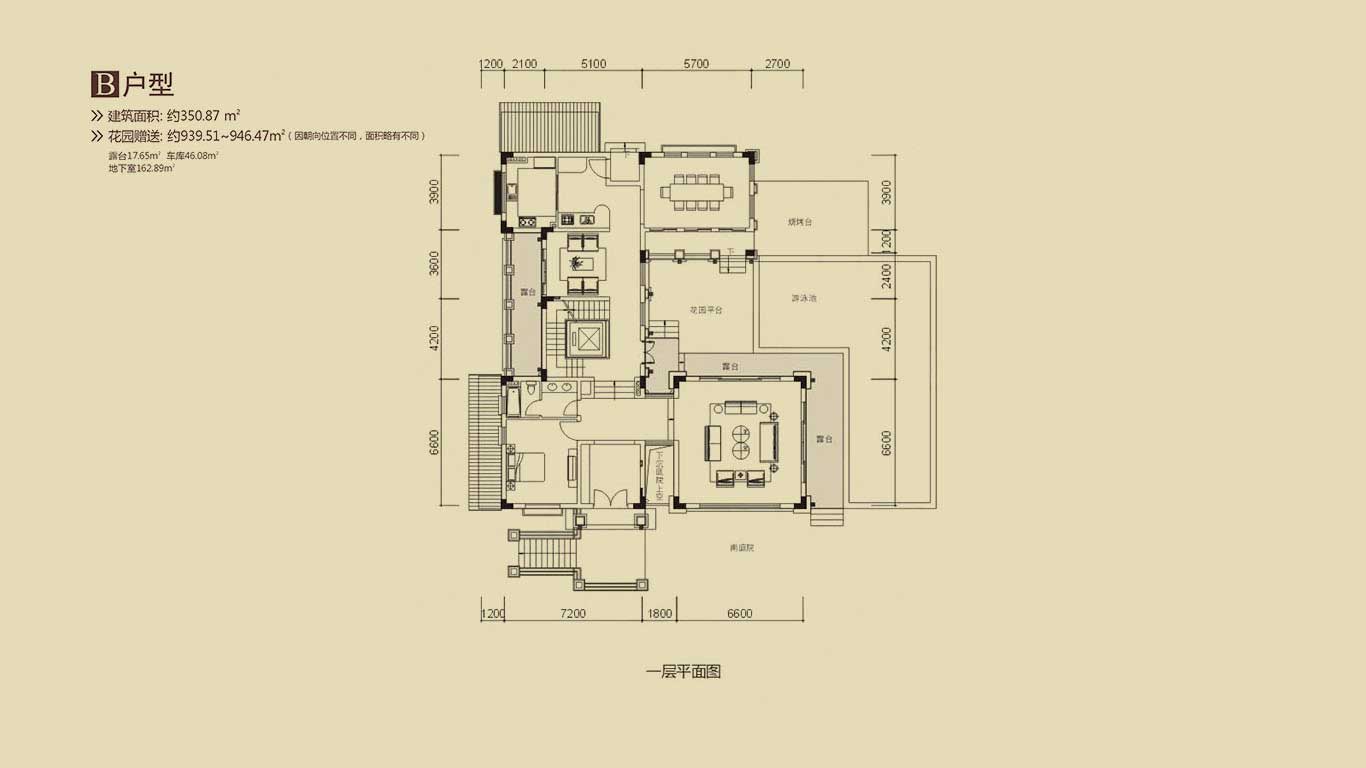 B户型
建筑面积: 约350.87 m²
花园赠送: 约939.51~946.47m²（因朝向位置不同，面积略有不同）
露台17.65m² 车库46.08m²
地下室162.89m²
1200 2100 5100 5700 2700
下
3900
3900
烧烤台
1200
下
3600
2400
露台
游泳池
花园平台
4200
4200
露台
露台
6600
6600
南庭院
1200 7200 1800 6600
一层平面图